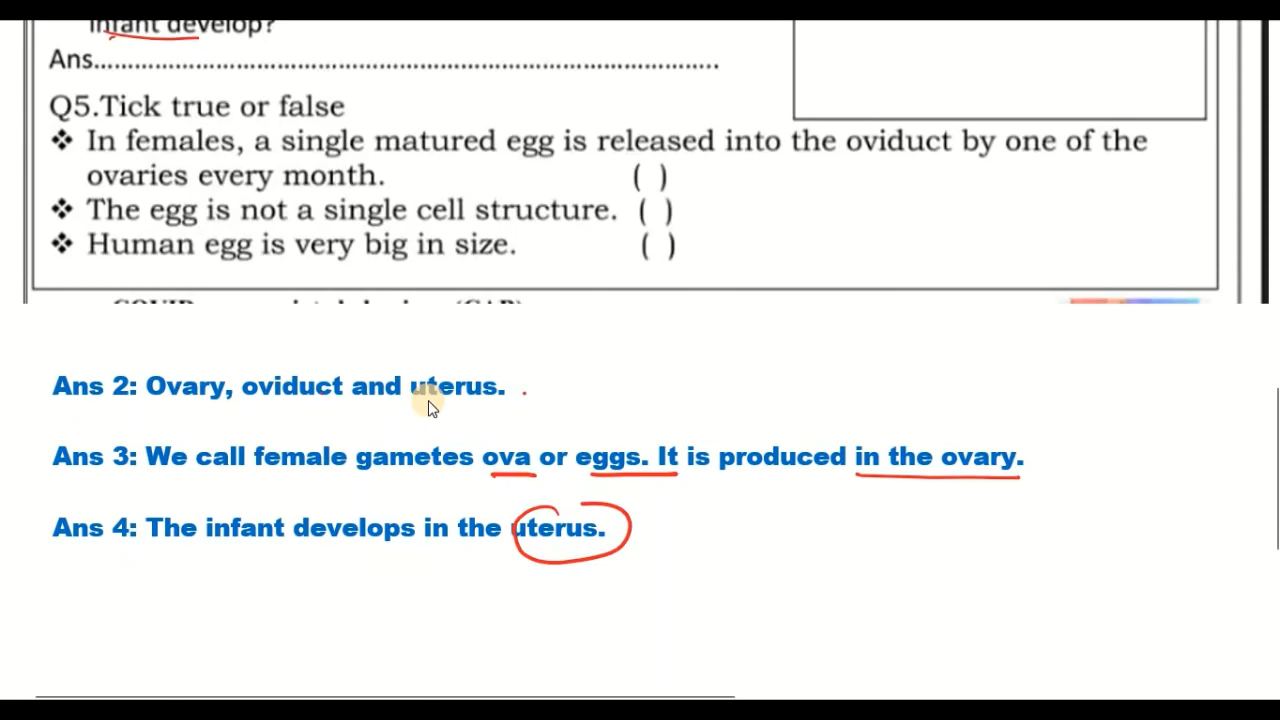 infant develop?
Ans................................................................................................
Q5.Tick true or false
❖ In females, a single matured egg is released into the oviduct by one of the
ovaries every month. ( )
❖ The egg is not a single cell structure. ( )
❖ Human egg is very big in size. ( )
Ans 2: Ovary, oviduct and uterus.
Ans 3: We call female gametes ova or eggs. It is produced in the ovary.
Ans 4: The infant develops in the uterus.